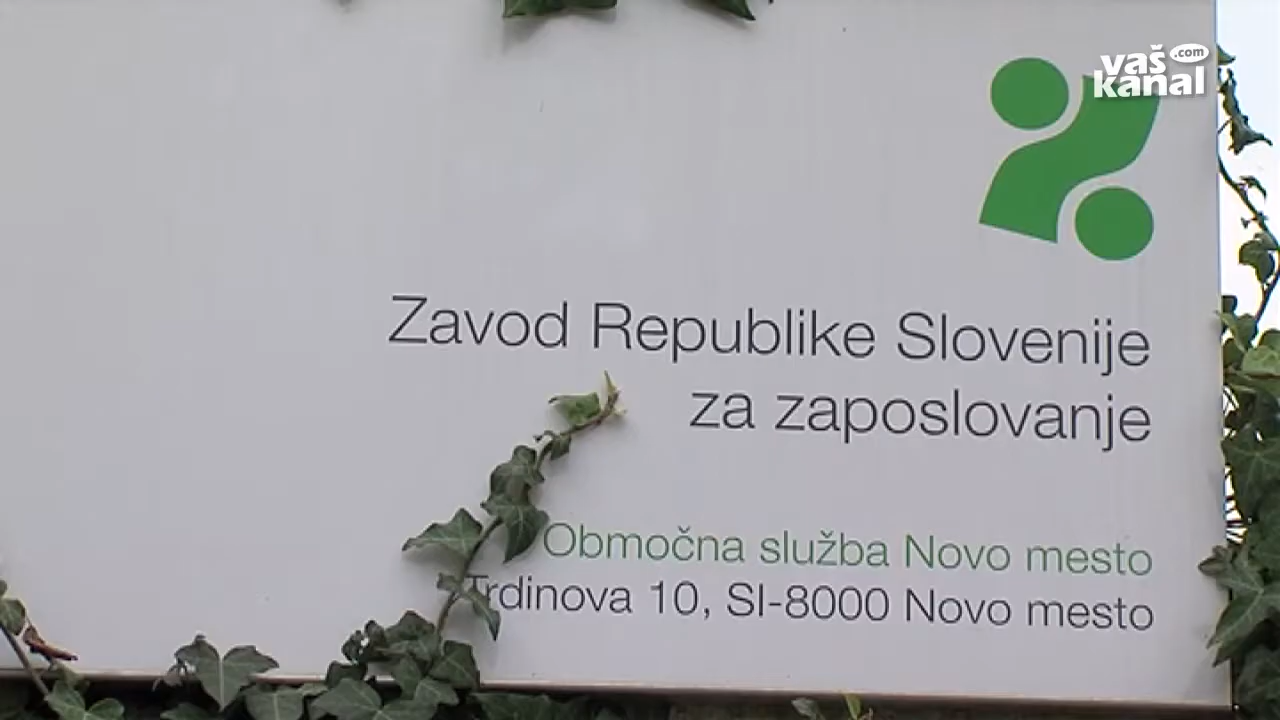 vaš .com
kanal
Zavod Republike Slovenije
za zaposlovanje
Območna služba Novo mesto
Trdinova 10, SI-8000 Novo mesto